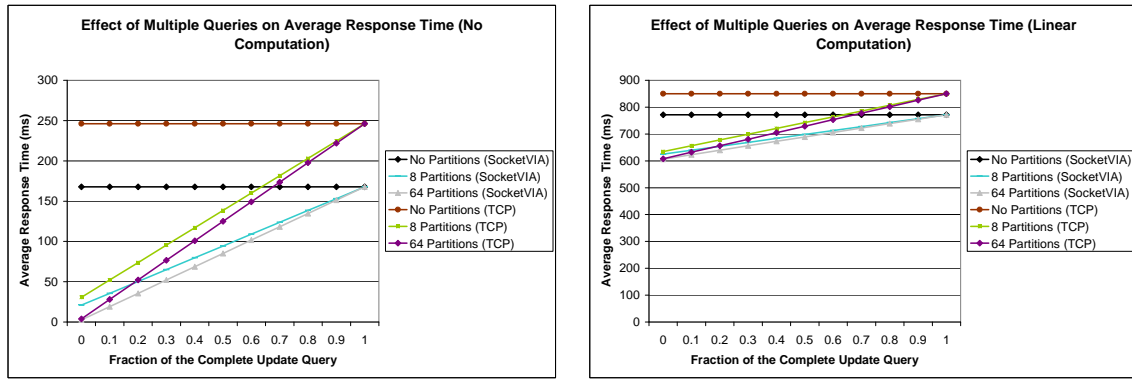 Effect of Multiple Queries on Average Response Time (No
Computation)
300
250
200
150
100
50
0
Average Response Time (ms)
0 0.1 0.2 0.3 0.4 0.5 0.6 0.7 0.8 0.9 1
Fraction of the Complete Update Query
No Partitions (SocketVIA)
8 Partitions (SocketVIA)
64 Partitions (SocketVIA)
No Partitions (TCP)
8 Partitions (TCP)
64 Partitions (TCP)
Effect of Multiple Queries on Average Response Time (Linear
Computation)
900
800
700
600
500
400
300
200
100
0
Average Response Time (ms)
0 0.1 0.2 0.3 0.4 0.5 0.6 0.7 0.8 0.9 1
Fraction of the Complete Update Query
No Partitions (SocketVIA)
8 Partitions (SocketVIA)
64 Partitions (SocketVIA)
No Partitions (TCP)
8 Partitions (TCP)
64 Partitions (TCP)